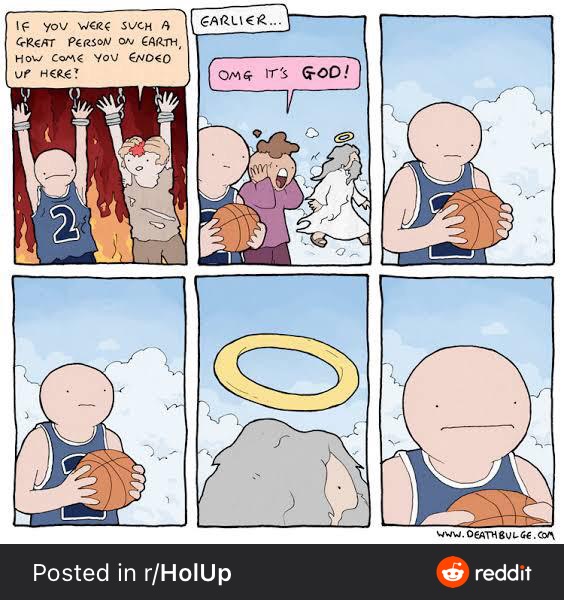 IF YOU WERE SUCH A
GREAT PERSON ON EARTH,
HOW COME YOU ENDED
UP HERE?
EARLIER...
OMG IT'S GOD!
2
WWW.DEATHBULGE.COM
Posted in r/HolUp
reddit